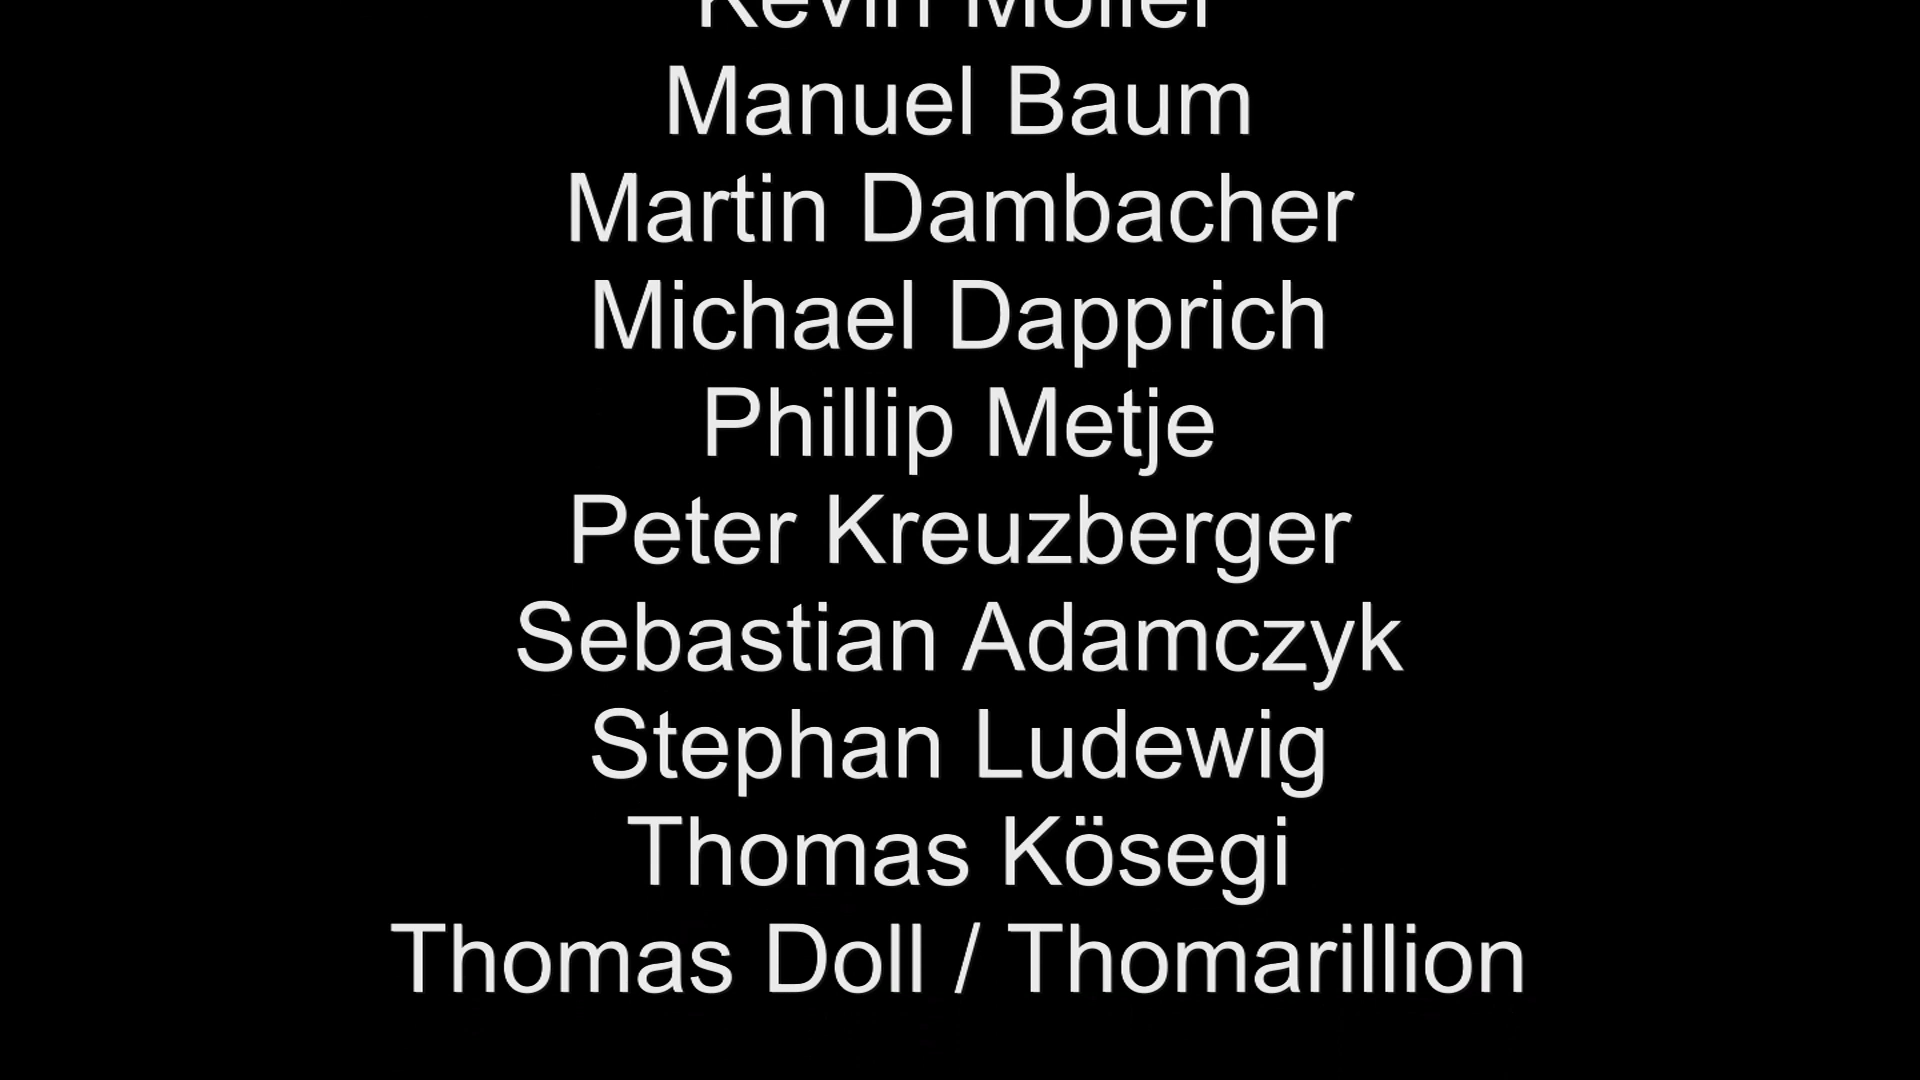 Kevin
Manuel Baum
Martin Dambacher
Michael Dapprich
Phillip Metje
Peter Kreuzberger
Sebastian Adamczyk
Stephan Ludewig
Thomas Kösegi
Thomas Doll / Thomarillion